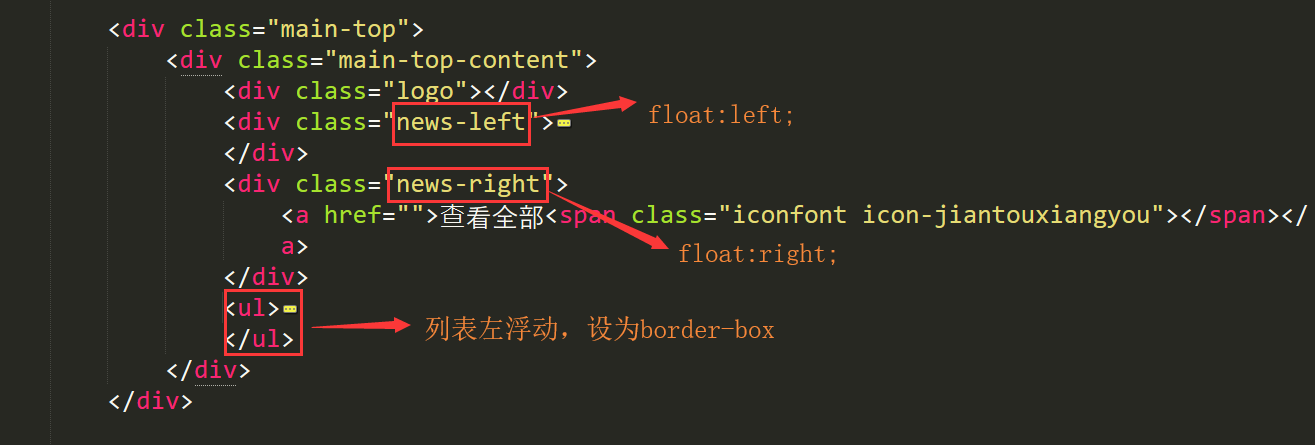 <div class="main-top">
<div class="main-top-content">
<div class="logo"></div>
<div class="news-left">
float:left;
</div>
<div class="news-right">
<a href="">查看全部<span class="iconfont icon-jiantouxiangyou"></span></
a>
float:right;
</div>
<ul>
</ul>
列表左浮动，设为border-box
</div>
</div>